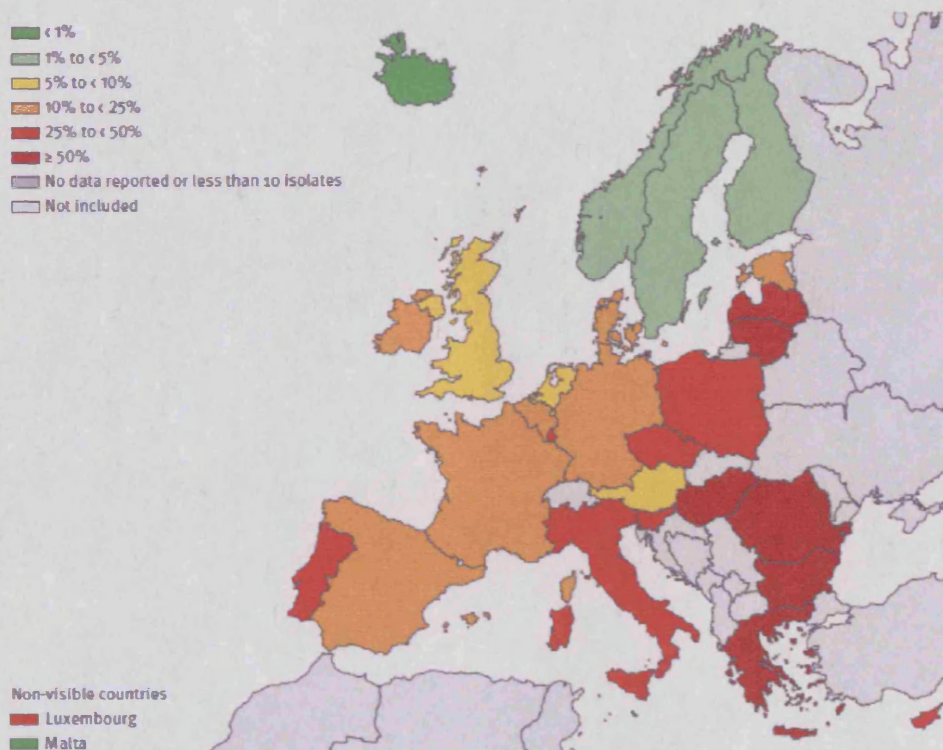 < 1%
1% to < 5%
5% to < 10%
10% to < 25%
25% to < 50%
≥ 50%
No data reported or less than 10 isolates
Not included
Non-visible countries
Luxembourg
Malta